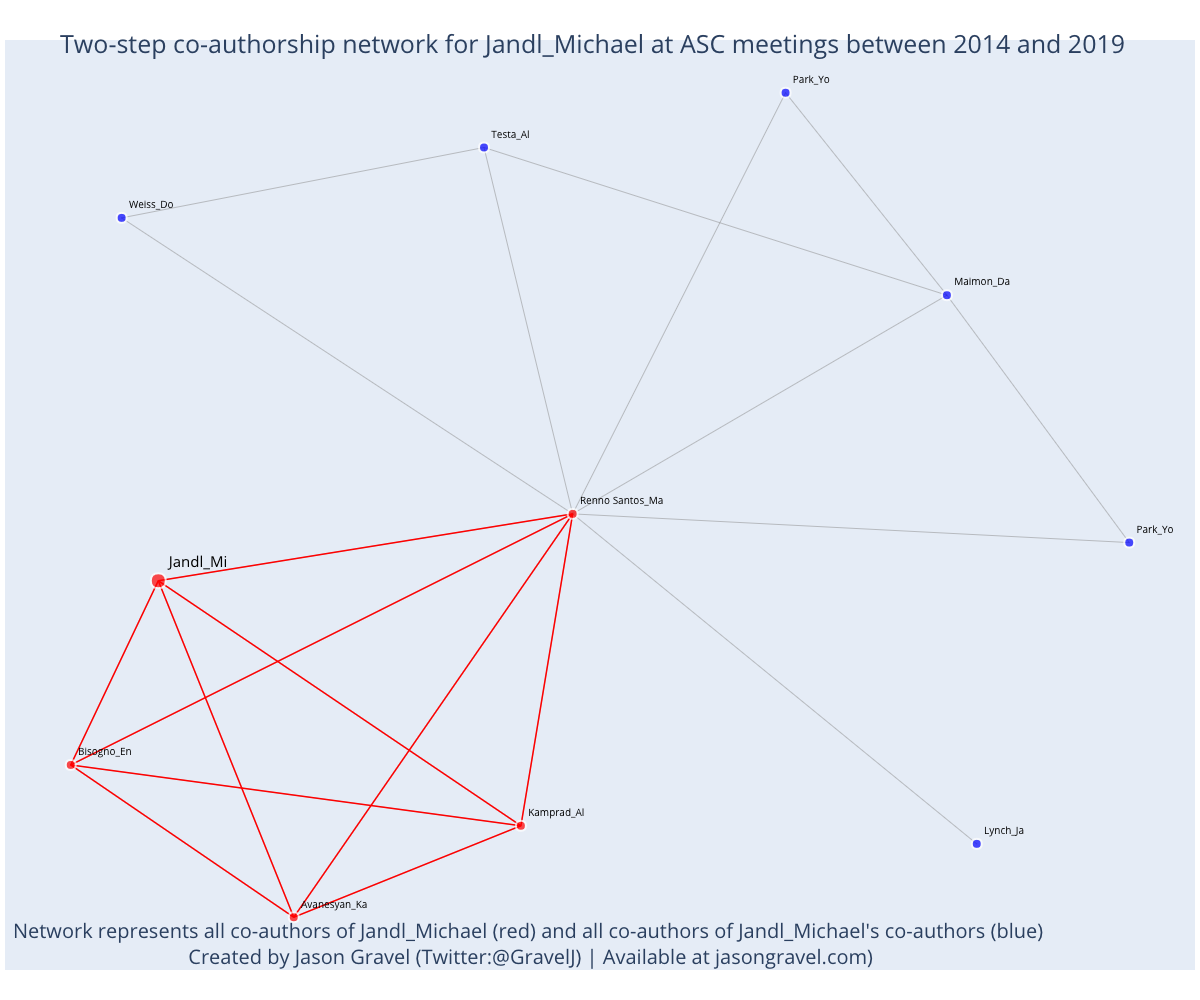 Two-step co-authorship network for Jandl_Michael at ASC meetings between 2014 and 2019
Park_Yo
Testa_Al
Weiss_Do
Maimon_Da
Renno Santos_Ma
Park_Yo
Jandl_Mi
Bisogno_En
Kamprad_Al
Lynch_Ja
Avanesyan_Ka
Network represents all co-authors of Jandl_Michael (red) and all co-authors of Jandl_Michael's co-authors (blue)
Created by Jason Gravel (Twitter:@GravelJ) | Available at jasongravel.com)